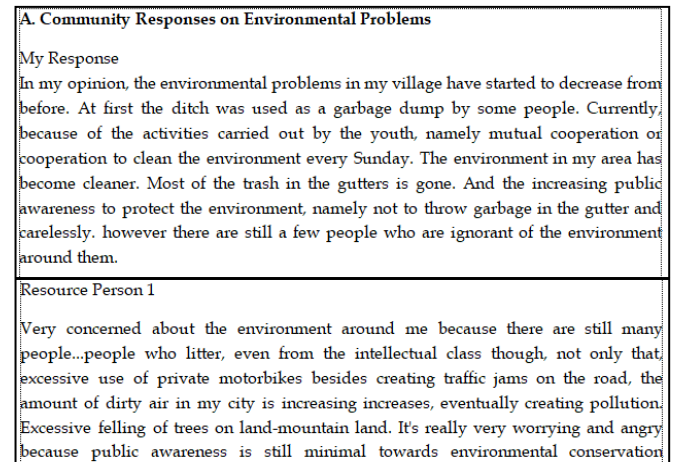 A. Community Responses on Environmental Problems
My Response
In my opinion, the environmental problems in my village have started to decrease from
before. At first the ditch was used as a garbage dump by some people. Currently,
because of the activities carried out by the youth, namely mutual cooperation or
cooperation to clean the environment every Sunday. The environment in my area has
become cleaner. Most of the trash in the gutters is gone. And the increasing public
awareness to protect the environment, namely not to throw garbage in the gutter and
carelessly. however there are still a few people who are ignorant of the environment
around them.
Resource Person 1
Very concerned about the environment around me because there are still many
people...people who litter, even from the intellectual class though, not only that,
excessive use of private motorbikes besides creating traffic jams on the road, the
amount of dirty air in my city is increasing increases, eventually creating pollution.
Excessive felling of trees on land-mountain land. It's really very worrying and angry
because public awareness is still minimal towards environmental conservation